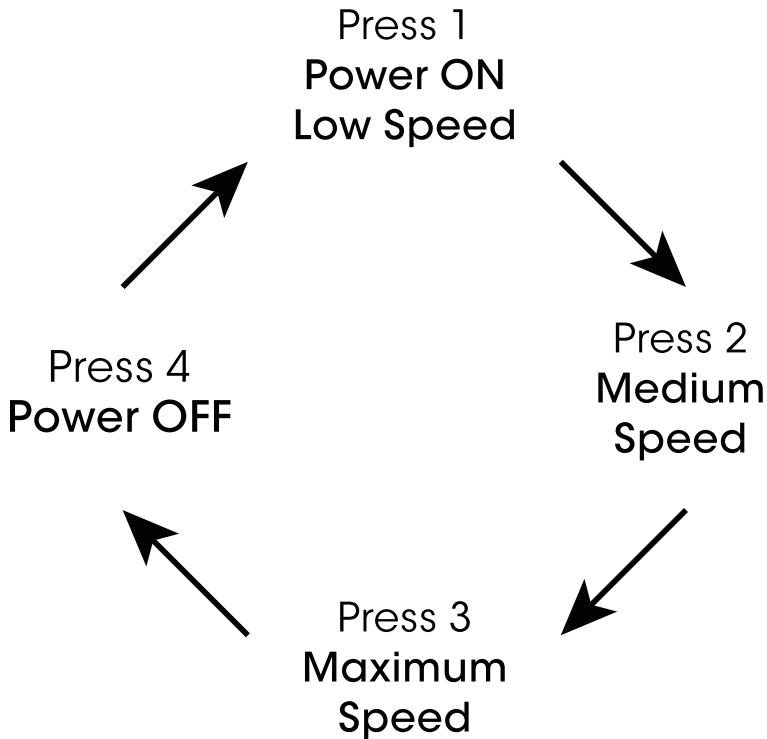 Press 1
Power ON
Low Speed
Press 2
Medium
Speed
Press 3
Maximum
Speed
Press 4
Power OFF